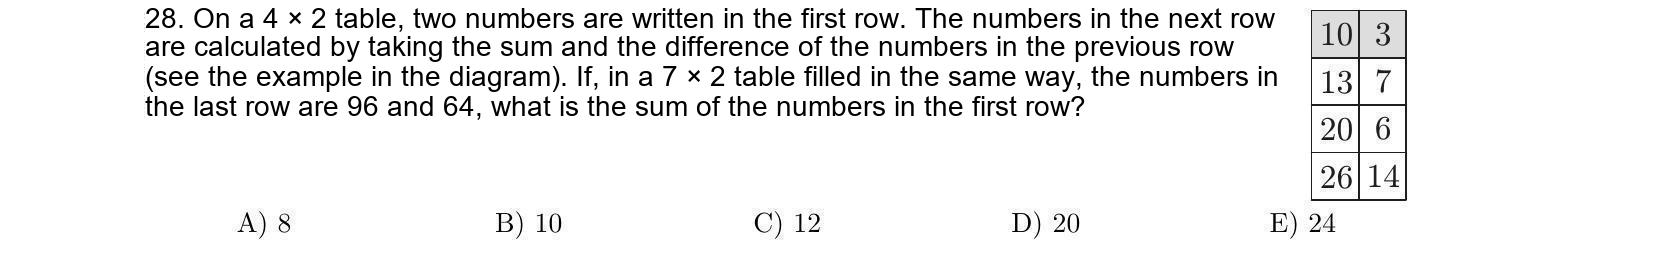 28. On a 4 × 2 table, two numbers are written in the first row. The numbers in the next row
are calculated by taking the sum and the difference of the numbers in the previous row
(see the example in the diagram). If, in a 7 × 2 table filled in the same way, the numbers in
the last row are 96 and 64, what is the sum of the numbers in the first row?
10 3
13 7
20 6
26 14
A) 8 B) 10 C) 12 D) 20 E) 24